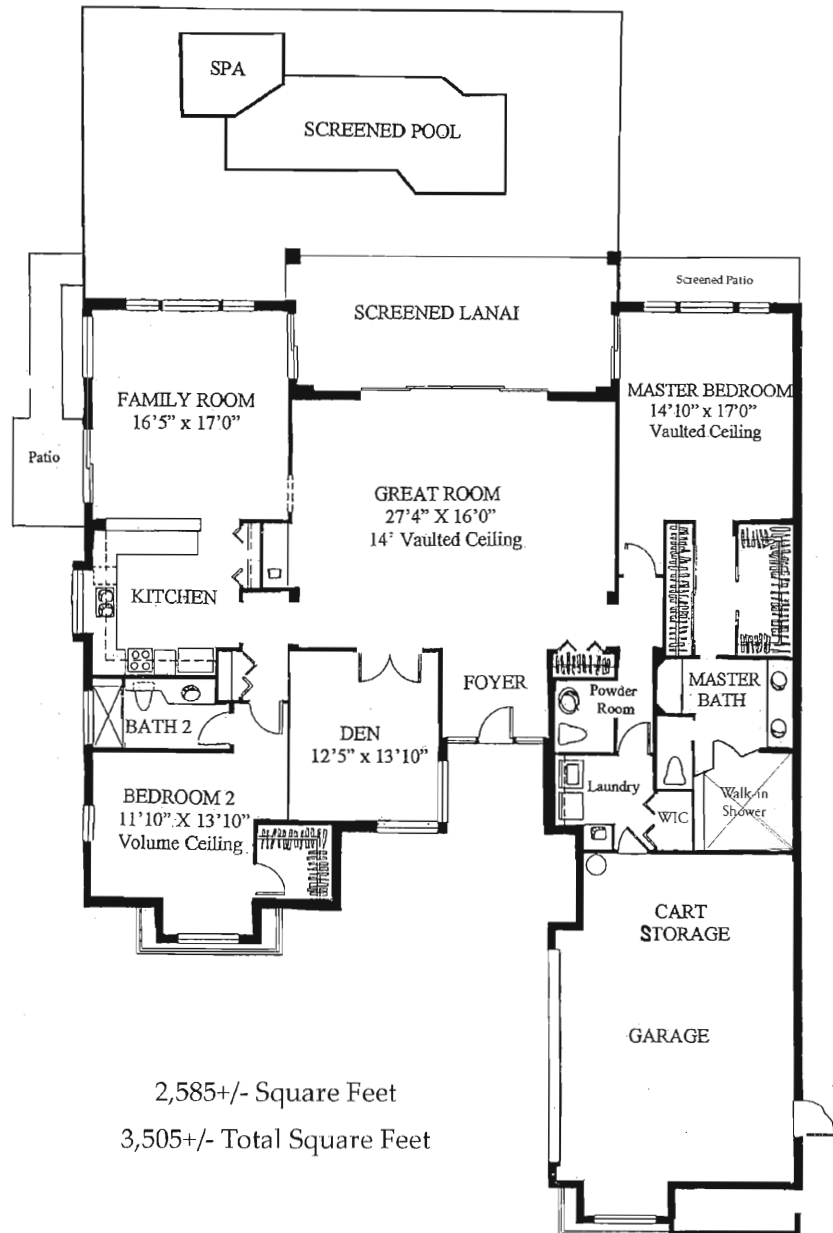 SPA
SCREENED POOL
Screened Patio
SCREENED LANAI
FAMILY ROOM
16'5" x 17'0"
MASTER BEDROOM
14'10" x 17'0"
Vaulted Ceiling
Patio
GREAT ROOM
27'4" X 16'0"
14' Vaulted Ceiling
KITCHEN
FOYER
Powder
Room
MASTER
BATH
BATH 2
DEN
12'5" x 13'10"
BEDROOM 2
11'10" X 13'10"
Volume Ceiling
Laundry
WIC
Walk-in
Shower
CART
STORAGE
GARAGE
2,585+/- Square Feet
3,505+/- Total Square Feet